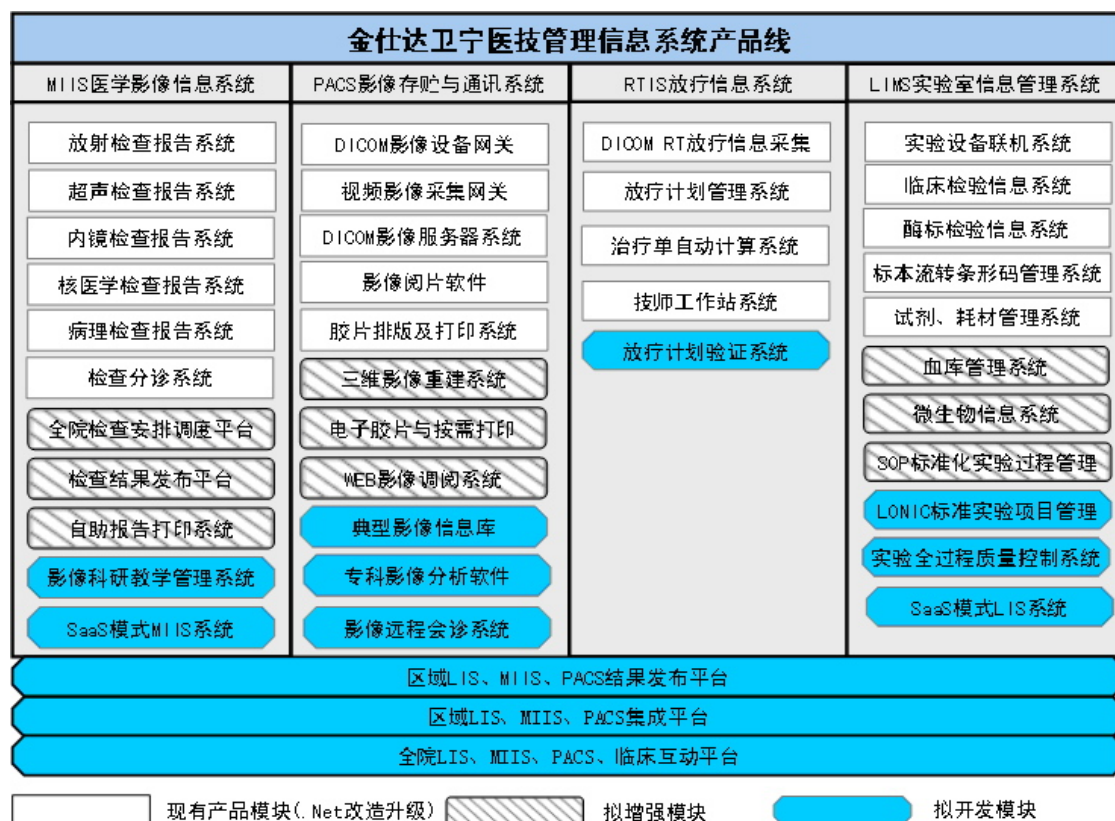 金仕达卫宁医技管理信息系统产品线
MIIS医学影像信息系统
放射检查报告系统
超声检查报告系统
内镜检查报告系统
核医学检查报告系统
病理检查报告系统
检查分诊系统
全院检查安排调度平台
检查结果发布平台
自助报告打印系统
影像科研教学管理系统
SaaS模式MIIS系统
PACS影像存贮与通讯系统
DICOM影像设备网关
视频影像采集网关
DICOM影像服务器系统
影像阅片软件
胶片排版及打印系统
三维影像重建系统
电子胶片与按需打印
WEB影像调阅系统
典型影像信息库
专科影像分析软件
影像远程会诊系统
RTIS放疗信息系统
DICOM RT放疗信息采集
放疗计划管理系统
治疗单自动计算系统
技师工作站系统
放疗计划验证系统
LIMS实验室信息管理系统
实验设备联机系统
临床检验信息系统
酶标检验信息系统
标本流转条形码管理系统
试剂、耗材管理系统
血库管理系统
微生物信息系统
SOP标准化实验过程管理
LONIC标准实验项目管理
实验全过程质量控制系统
SaaS模式LIS系统
区域LIS、MIIS、PACS结果发布平台
区域LIS、MIIS、PACS集成平台
全院LIS、MIIS、PACS、临床互动平台
现有产品模块(.Net改造升级)
拟增强模块
拟开发模块